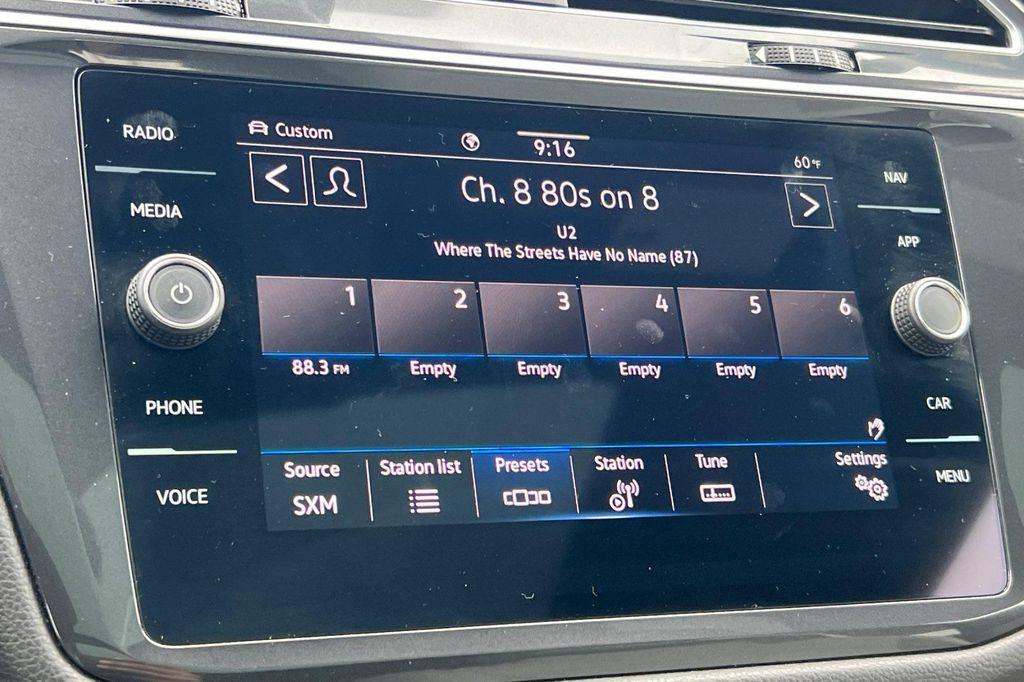 RADIO
MEDIA
PHONE
VOICE
Custom
9:16
60°F
Ch. 8 80s on 8
U2
Where The Streets Have No Name (87)
1 2 3 4 5 6
88.3 FM Empty Empty Empty Empty Empty
Source Station list Presets Station Tune Settings
SXM
NAV
APP
CAR
MENU